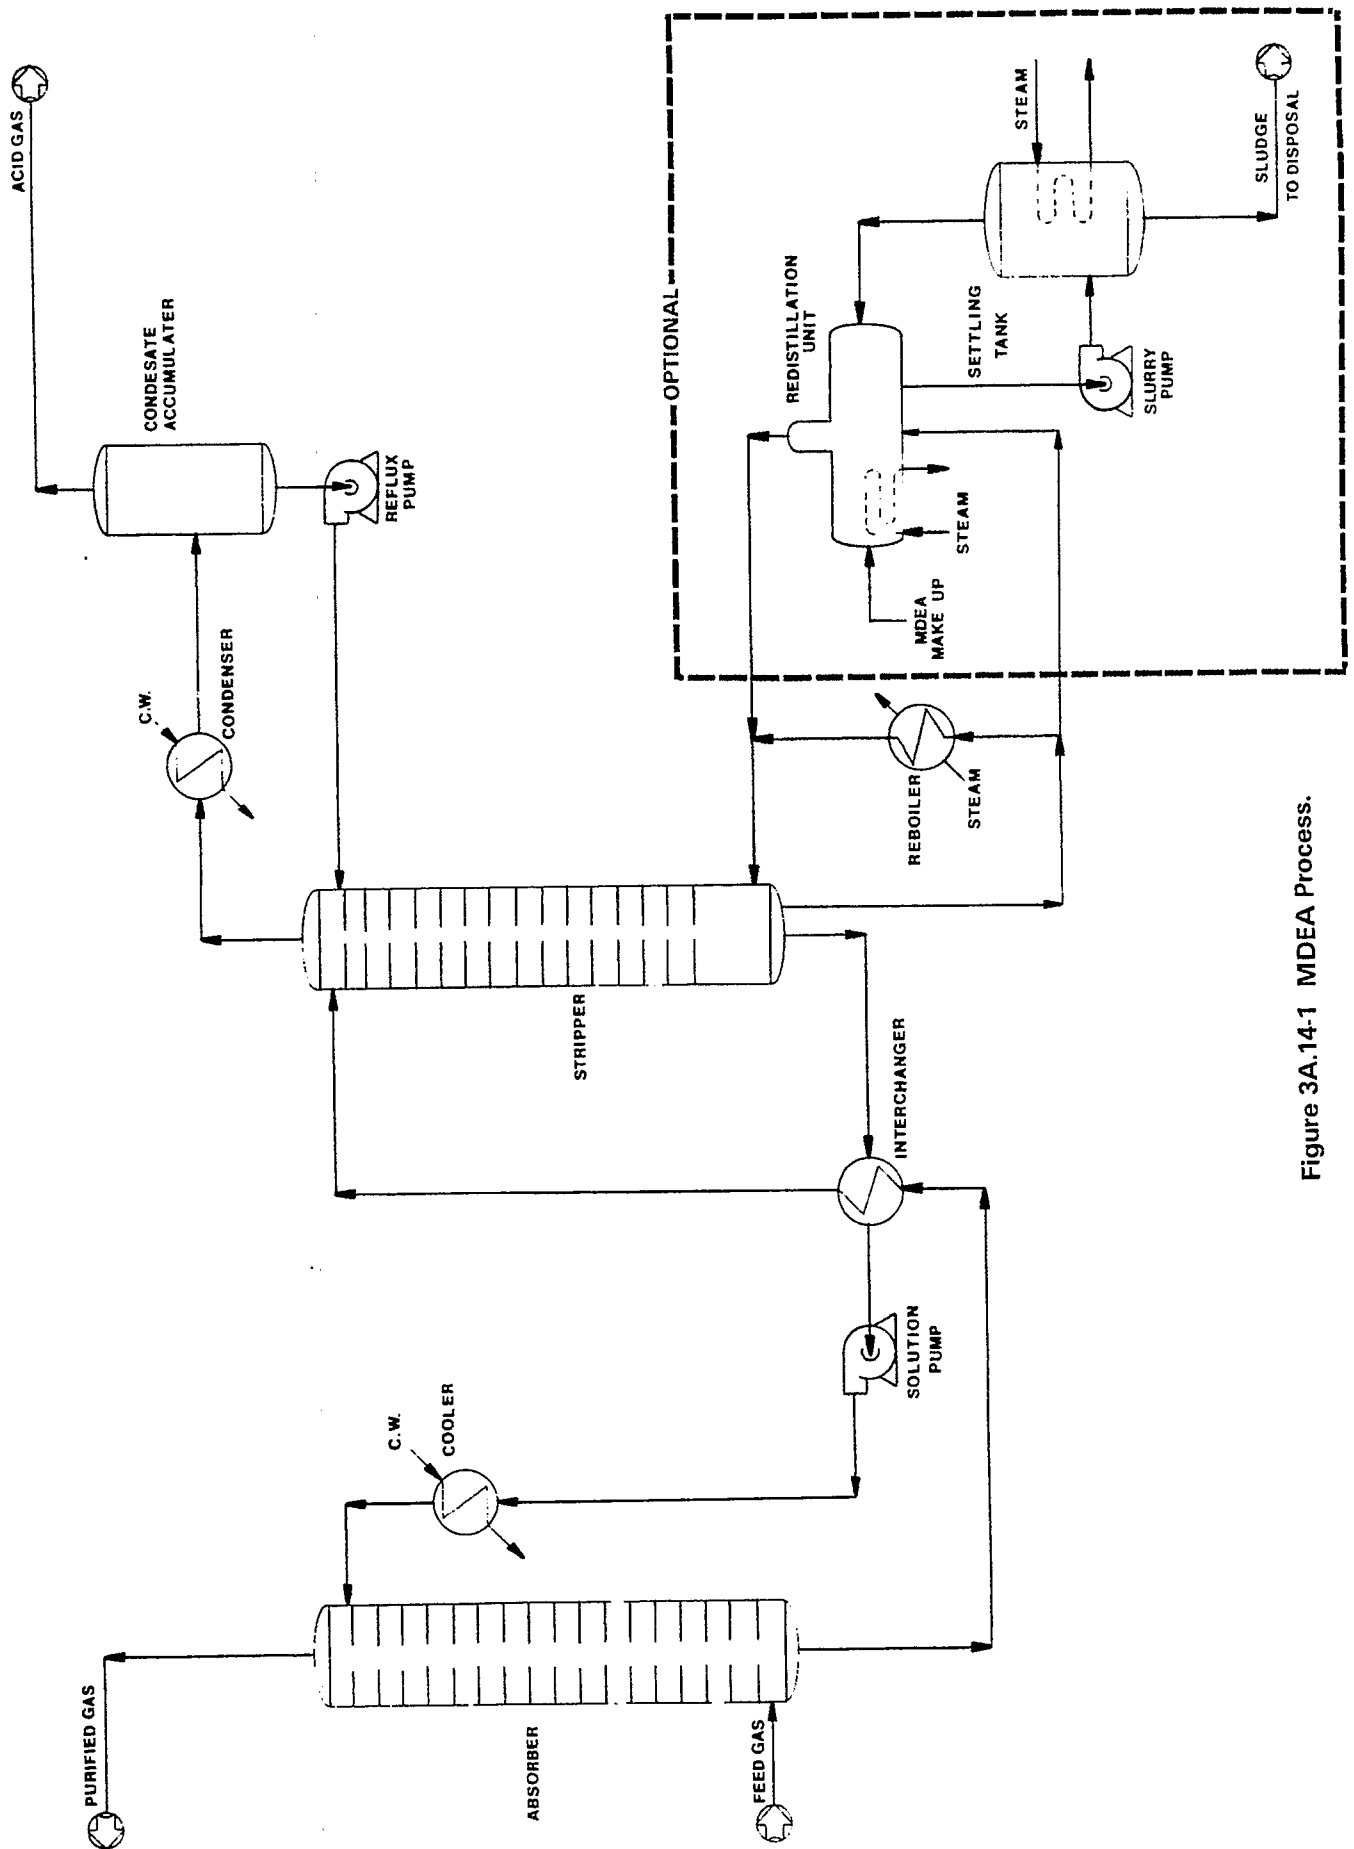 PURIFIED GAS
ABSORBER
FEED GAS
C.W.
COOLER
SOLUTION
PUMP
INTERCHANGER
STRIPPER
C.W.
CONDENSER
CONDESATE
ACCUMULATER
ACID GAS
REFLUX
PUMP
REBOILER
STEAM
OPTIONAL
MDEA
MAKE UP
STEAM
REDISTILLATION
UNIT
SETTLING
TANK
SLURRY
PUMP
STEAM
SLUDGE
TO DISPOSAL
Figure 3A.14-1 MDEA Process.